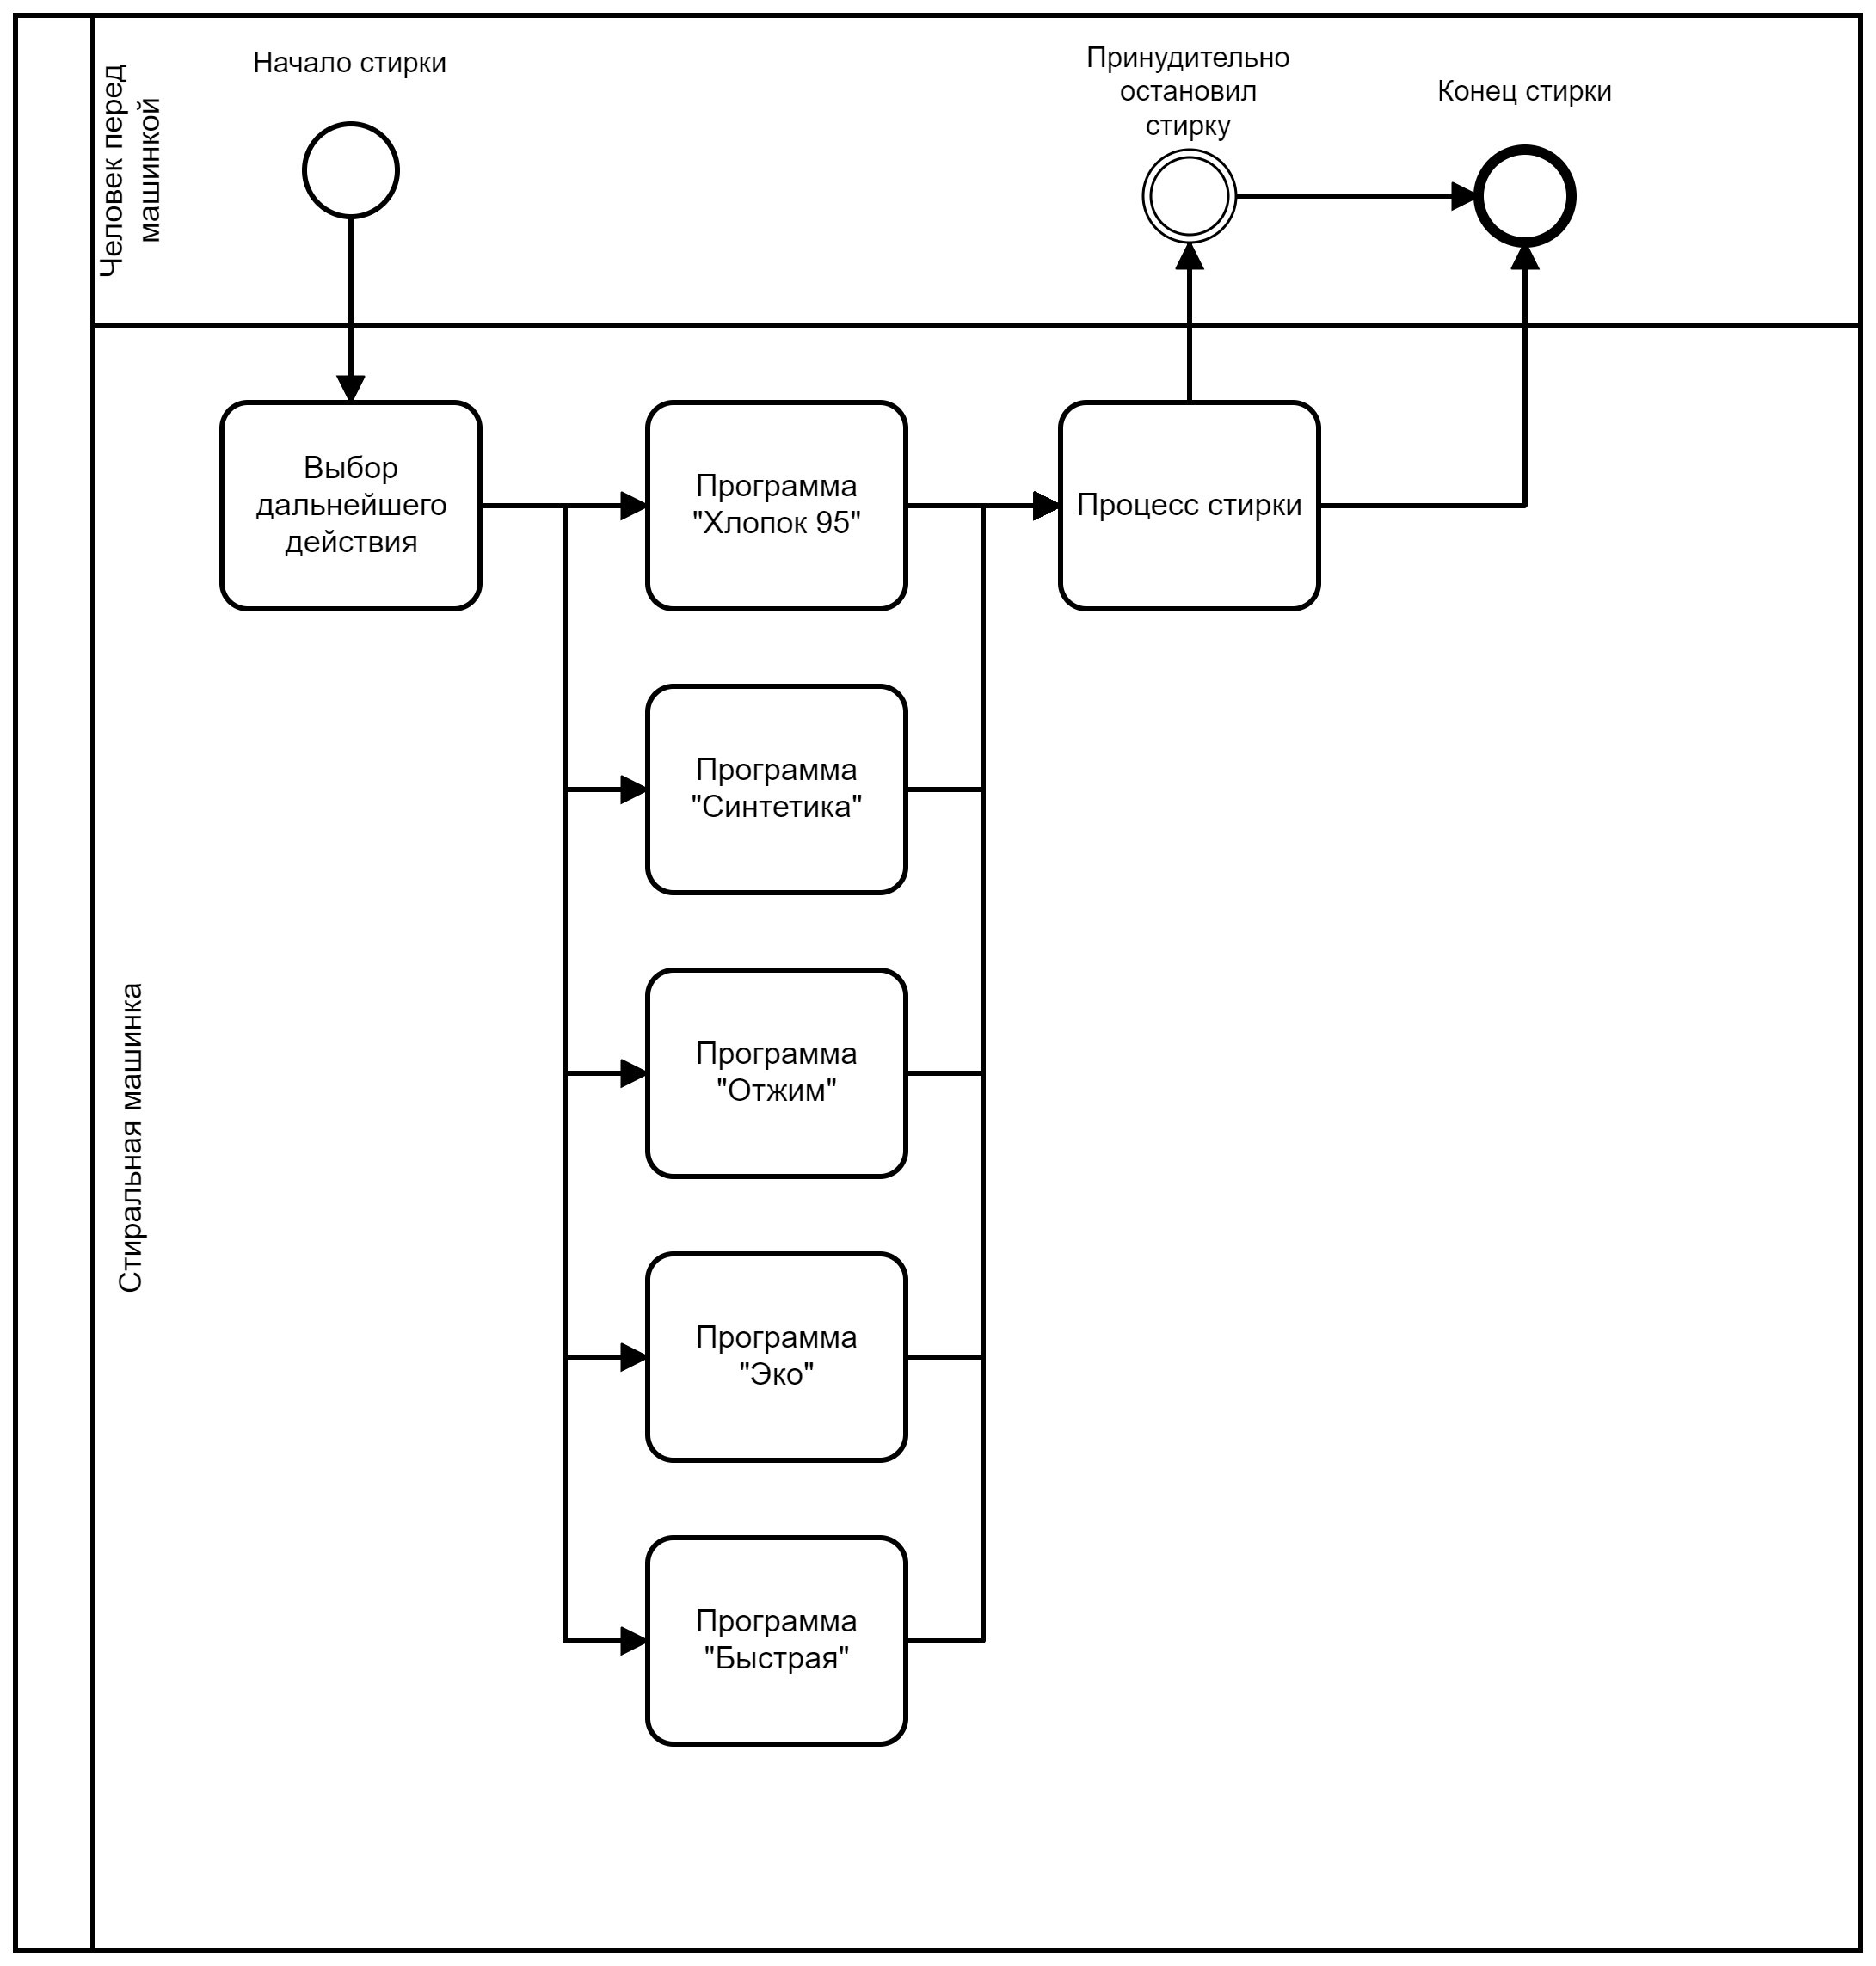 Человек перед
машинкой
Начало стирки
Принудительно
остановил
стирку
Конец стирки
Стиральная машинка
Выбор
дальнейшего
действия
Программа
"Хлопок 95"
Процесс стирки
Программа
"Синтетика"
Программа
"Отжим"
Программа
"Эко"
Программа
"Быстрая"